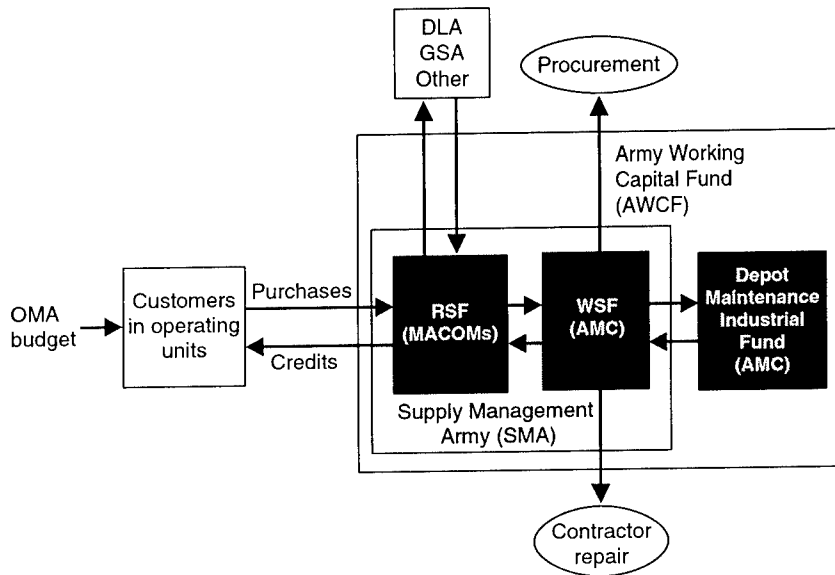 DLA
GSA
Other
Procurement
Army Working
Capital Fund
(AWCF)
OMA
budget
Customers
in operating
units
Purchases
Credits
RSF
(MACOMs)
WSF
(AMC)
Depot
Maintenance
Industrial
Fund
(AMC)
Supply Management
Army (SMA)
Contractor
repair